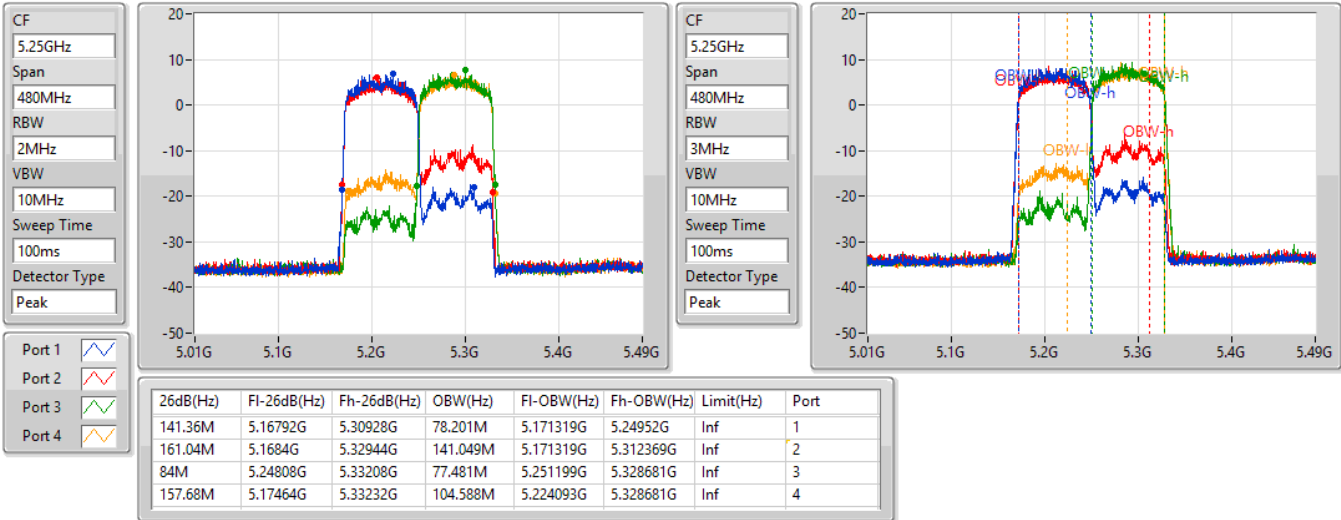 CF
5.25GHz
Span
480MHz
RBW
2MHz
VBW
10MHz
Sweep Time
100ms
Detector Type
Peak
20
10
0
-10
-20
-30
-40
-50
5.01G 5.1G 5.2G 5.3G 5.4G 5.49G
CF
5.25GHz
Span
480MHz
RBW
3MHz
VBW
10MHz
Sweep Time
100ms
Detector Type
Peak
20
10
0
-10
-20
-30
-40
-50
OBW-h
OBW-h
5.01G 5.1G 5.2G 5.3G 5.4G 5.49G
Port 1
Port 2
Port 3
Port 4
26dB(Hz) Fl-26dB(Hz) Fh-26dB(Hz) OBW(Hz) Fl-OBW(Hz) Fh-OBW(Hz) Limit(Hz) Port
141.36M 5.16792G 5.30928G 78.201M 5.171319G 5.24952G Inf 1
161.04M 5.1684G 5.32944G 141.049M 5.171319G 5.312369G Inf 2
84M 5.24808G 5.33208G 77.481M 5.251199G 5.328681G Inf 3
157.68M 5.17464G 5.33232G 104.588M 5.224093G 5.328681G Inf 4